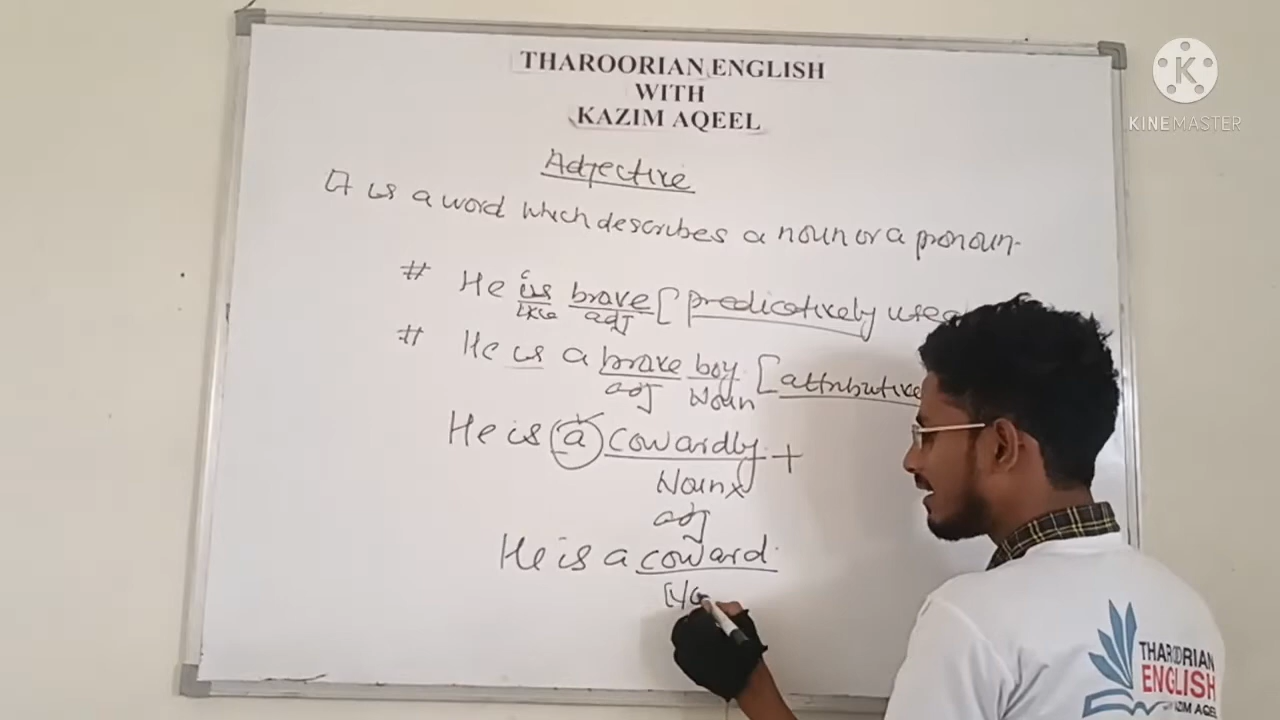 THAROORIAN ENGLISH
WITH
KAZIM AQEEL
KINEMASTER
Adjective
It is a word which describes a noun or a pronoun.
# He is brave [predicatively used
adj
# He is a brave boy [attributive
adj Noun
He is a cowardly +
Noun x
adj
He is a coward.
THAROORIAN
ENGLISH
KAZIM AQEEL